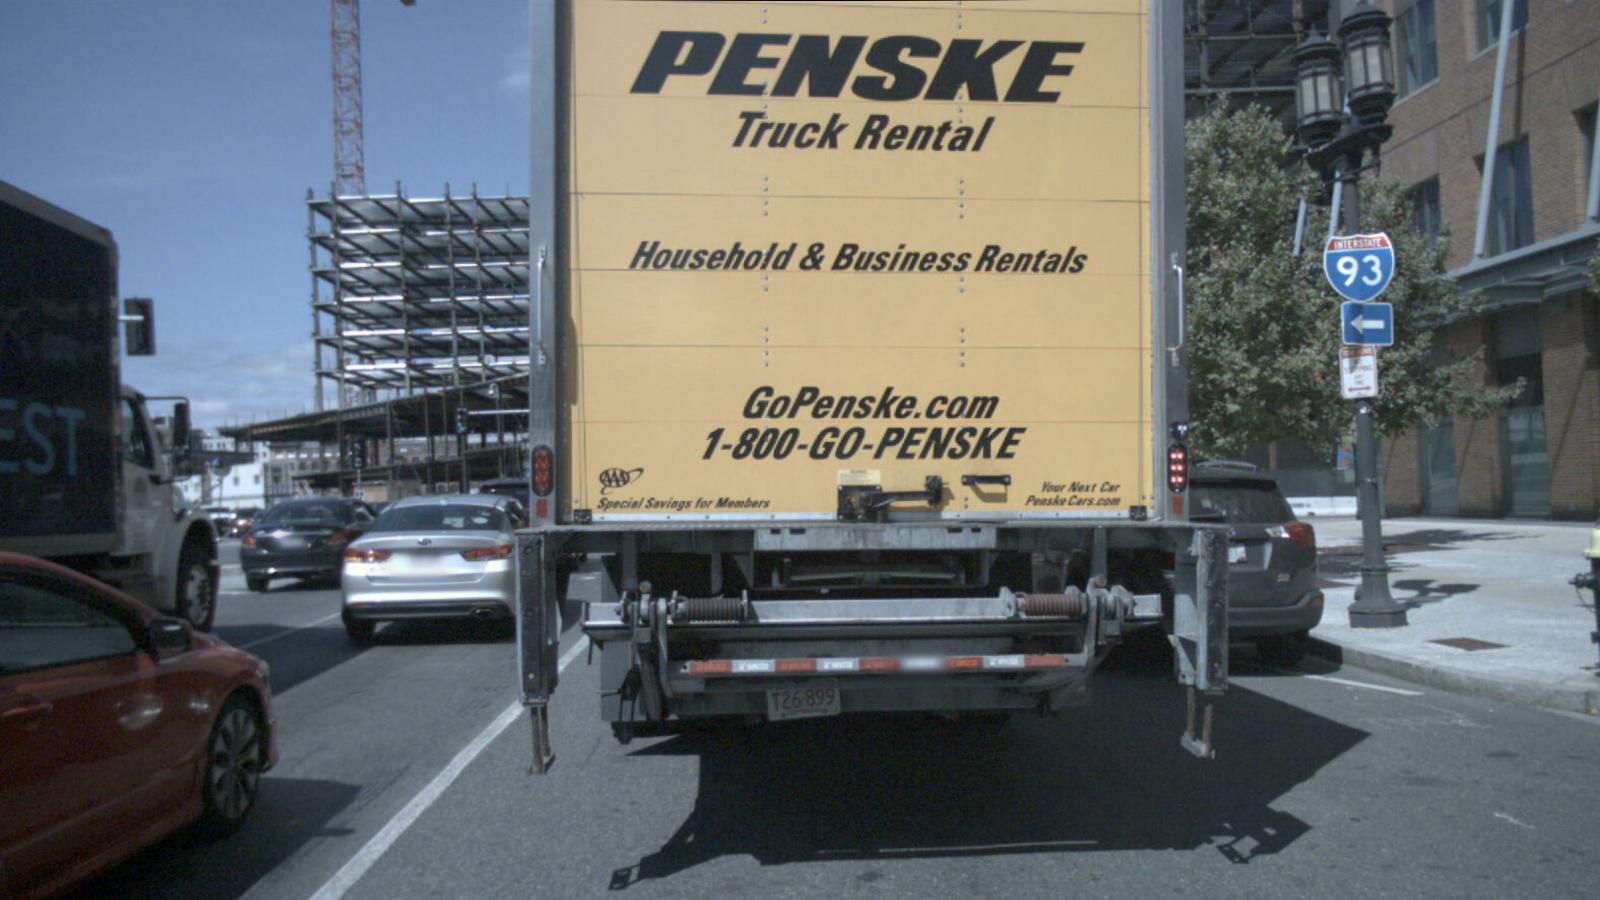 PENSKE
Truck Rental
Household & Business Rentals
GoPenske.com
1-800-GO-PENSKE
AAA
Special Savings for Members
Your Next Car
PenskeCars.com
T26 899
EST
INTERSTATE
93